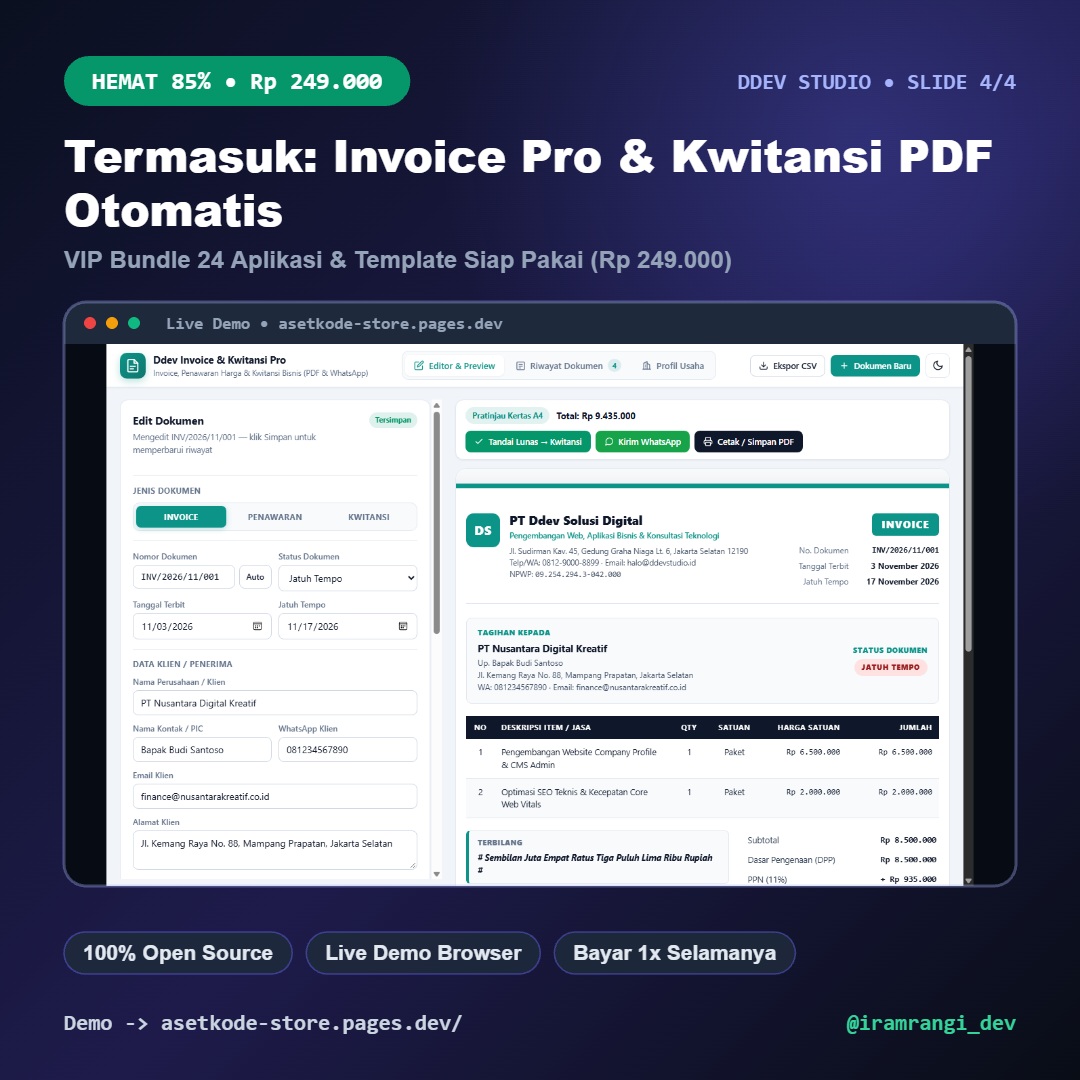 HEMAT 85% • Rp 249.000
DDEV STUDIO • SLIDE 4/4
Termasuk: Invoice Pro & Kwitansi PDF
Otomatis
VIP Bundle 24 Aplikasi & Template Siap Pakai (Rp 249.000)
Live Demo • asetkode-store.pages.dev
Ddev Invoice & Kwitansi Pro
Invoice, Penawaran Harga & Kwitansi Bisnis (PDF & WhatsApp)
Editor & Preview
Riwayat Dokumen 4
Profil Usaha
Ekspor CSV
+ Dokumen Baru
Edit Dokumen
Tersimpan
Mengedit INV/2026/11/001 — klik Simpan untuk
memperbarui riwayat
JENIS DOKUMEN
INVOICE
PENAWARAN
KWITANSI
Nomor Dokumen
Status Dokumen
INV/2026/11/001
Auto
Jatuh Tempo
Tanggal Terbit
Jatuh Tempo
11/03/2026
11/17/2026
DATA KLIEN / PENERIMA
Nama Perusahaan / Klien
PT Nusantara Digital Kreatif
Nama Kontak / PIC
WhatsApp Klien
Bapak Budi Santoso
081234567890
Email Klien
finance@nusantarakreatif.co.id
Alamat Klien
Jl. Kemang Raya No. 88, Mampang Prapatan, Jakarta Selatan
Pratinjau Kertas A4
Total: Rp 9.435.000
Tandai Lunas → Kwitansi
Kirim WhatsApp
Cetak / Simpan PDF
DS
PT Ddev Solusi Digital
Pengembangan Web, Aplikasi Bisnis & Konsultasi Teknologi
Jl. Sudirman Kav. 45, Gedung Graha Niaga Lt. 6, Jakarta Selatan 12190
Telp/WA: 0812-9000-8899 · Email: halo@ddevstudio.id
NPWP: 09.254.294.3-042.000
INVOICE
No. Dokumen INV/2026/11/001
Tanggal Terbit 3 November 2026
Jatuh Tempo 17 November 2026
TAGIHAN KEPADA
PT Nusantara Digital Kreatif
Up. Bapak Budi Santoso
Jl. Kemang Raya No. 88, Mampang Prapatan, Jakarta Selatan
WA: 081234567890 · Email: finance@nusantarakreatif.co.id
STATUS DOKUMEN
JATUH TEMPO
NO DESKRIPSI ITEM / JASA QTY SATUAN HARGA SATUAN JUMLAH
1 Pengembangan Website Company Profile 1 Paket Rp 6.500.000 Rp 6.500.000
& CMS Admin
2 Optimasi SEO Teknis & Kecepatan Core 1 Paket Rp 2.000.000 Rp 2.000.000
Web Vitals
TERBILANG
# Sembilan Juta Empat Ratus Tiga Puluh Lima Ribu Rupiah
#
Subtotal Rp 8.500.000
Dasar Pengenaan (DPP) Rp 8.500.000
PPN (11%) + Rp 935.000
100% Open Source
Live Demo Browser
Bayar 1x Selamanya
Demo -> asetkode-store.pages.dev/
@iramrangi_dev